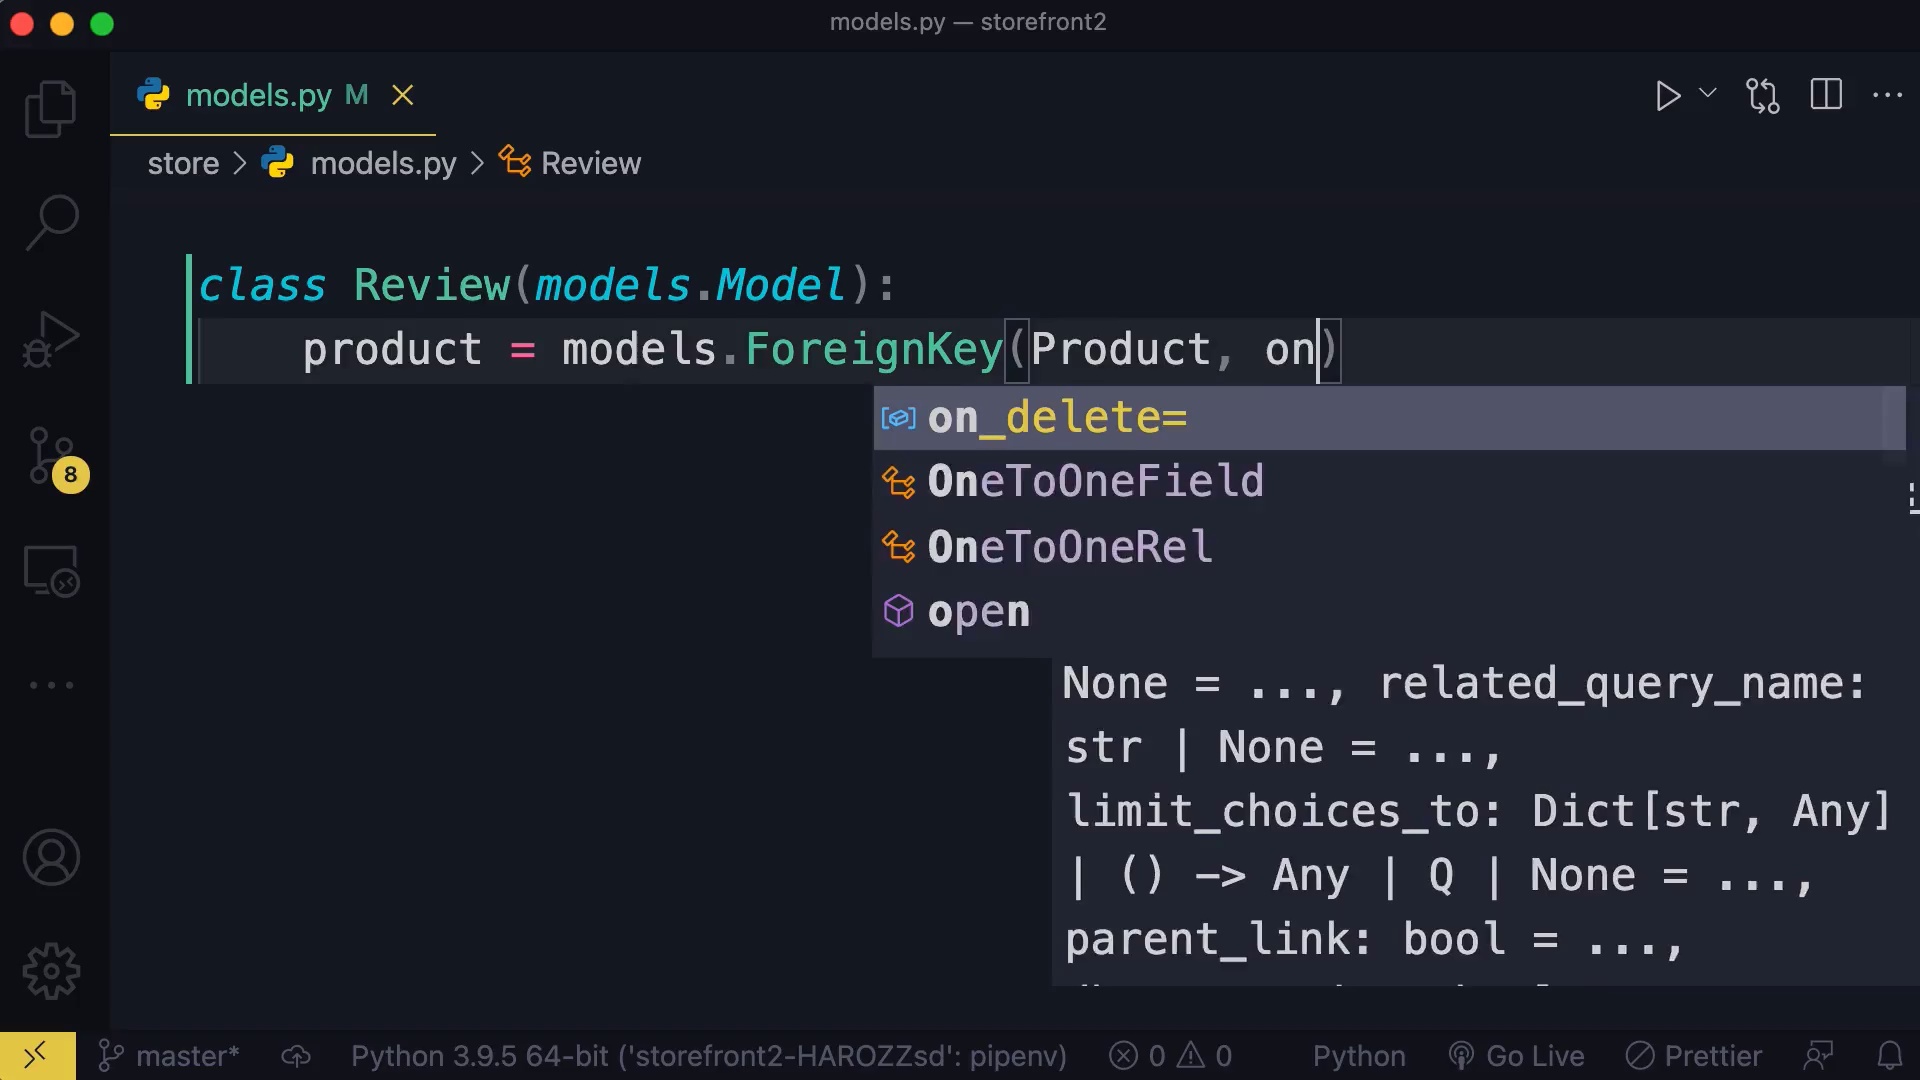 models.py — storefront2
models.py M
store > models.py > Review
class Review(models.Model):
product = models.ForeignKey(Product, on)
on_delete=
OneToOneField
OneToOneRel
open
None = ..., related_query_name:
str | None = ...,
limit_choices_to: Dict[str, Any]
| () -> Any | Q | None = ...,
parent_link: bool = ...,
8
master* Python 3.9.5 64-bit ('storefront2-HAROZZsd': pipenv) 0 0 Python Go Live Prettier